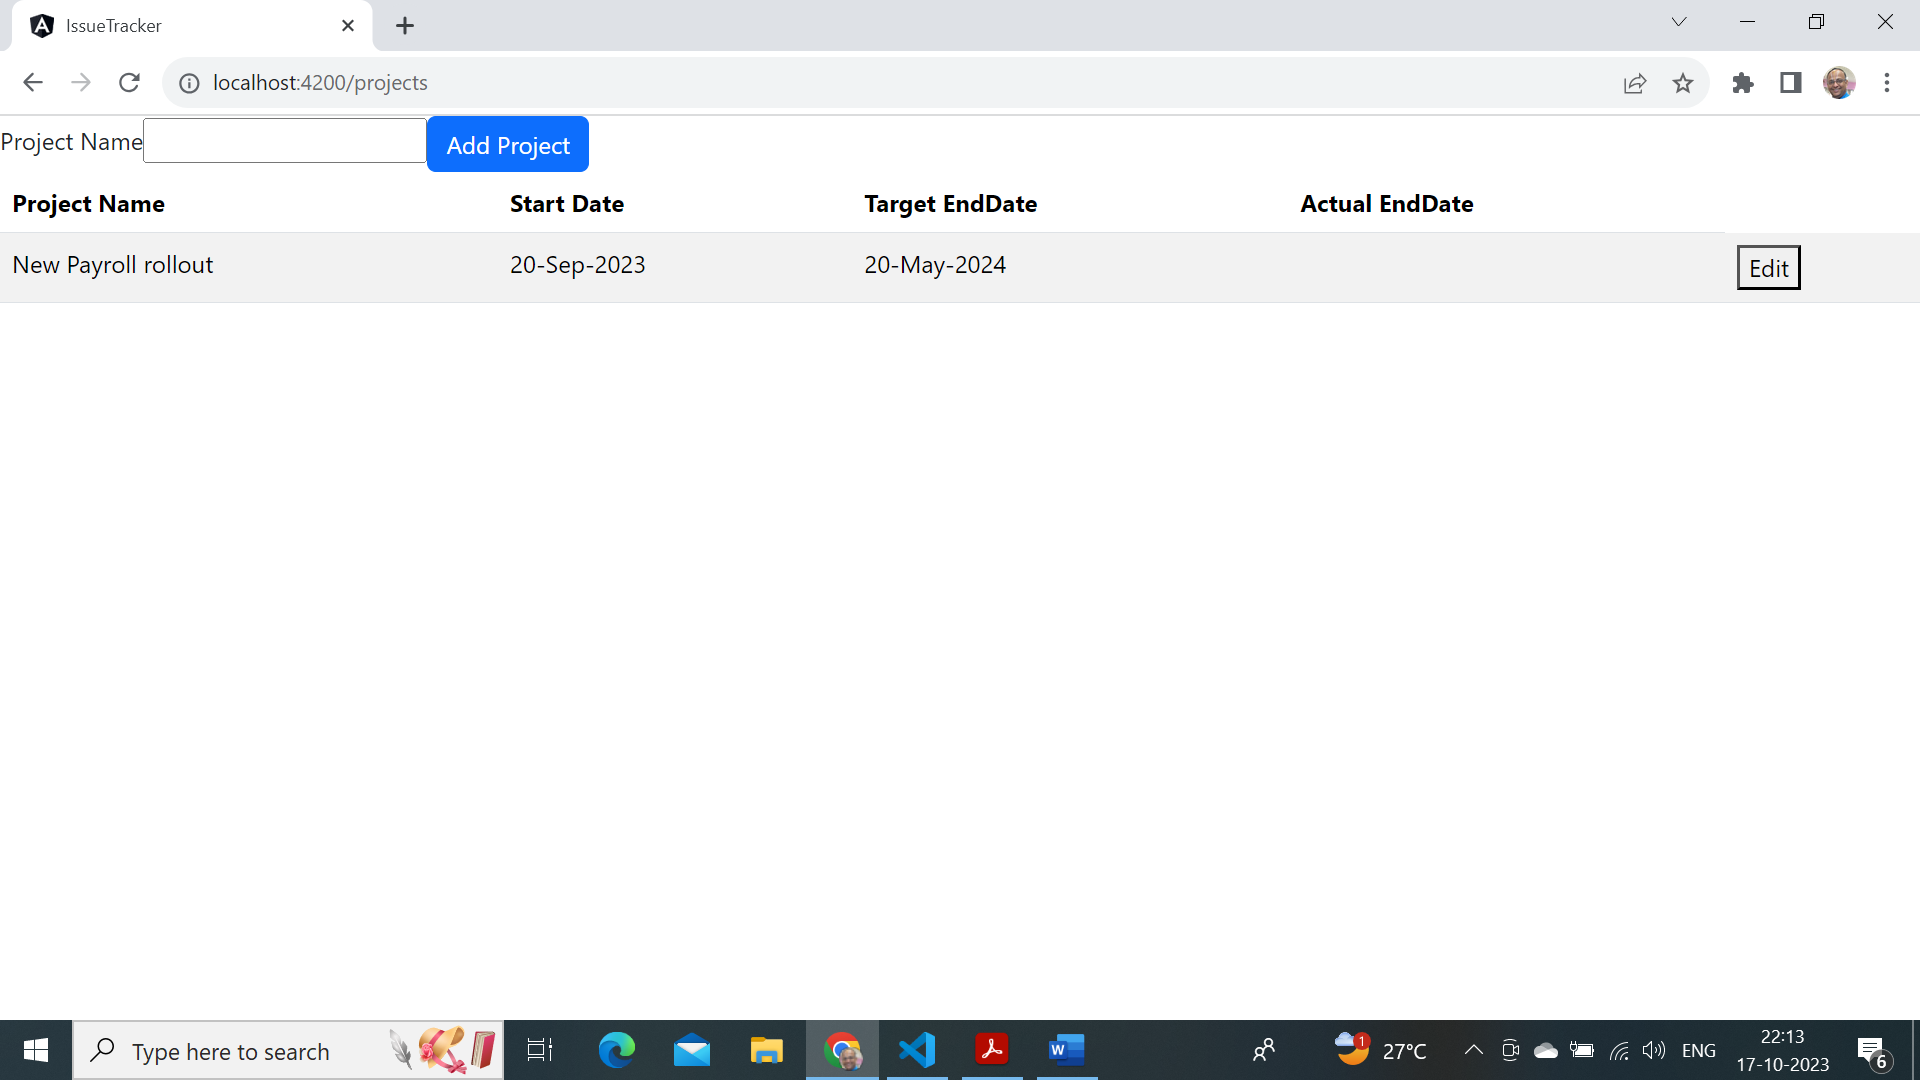 IssueTracker
localhost:4200/projects
Project Name Add Project
Project Name Start Date Target EndDate Actual EndDate
New Payroll rollout 20-Sep-2023 20-May-2024 Edit
Type here to search 1 27°C ENG 22:13 6
17-10-2023